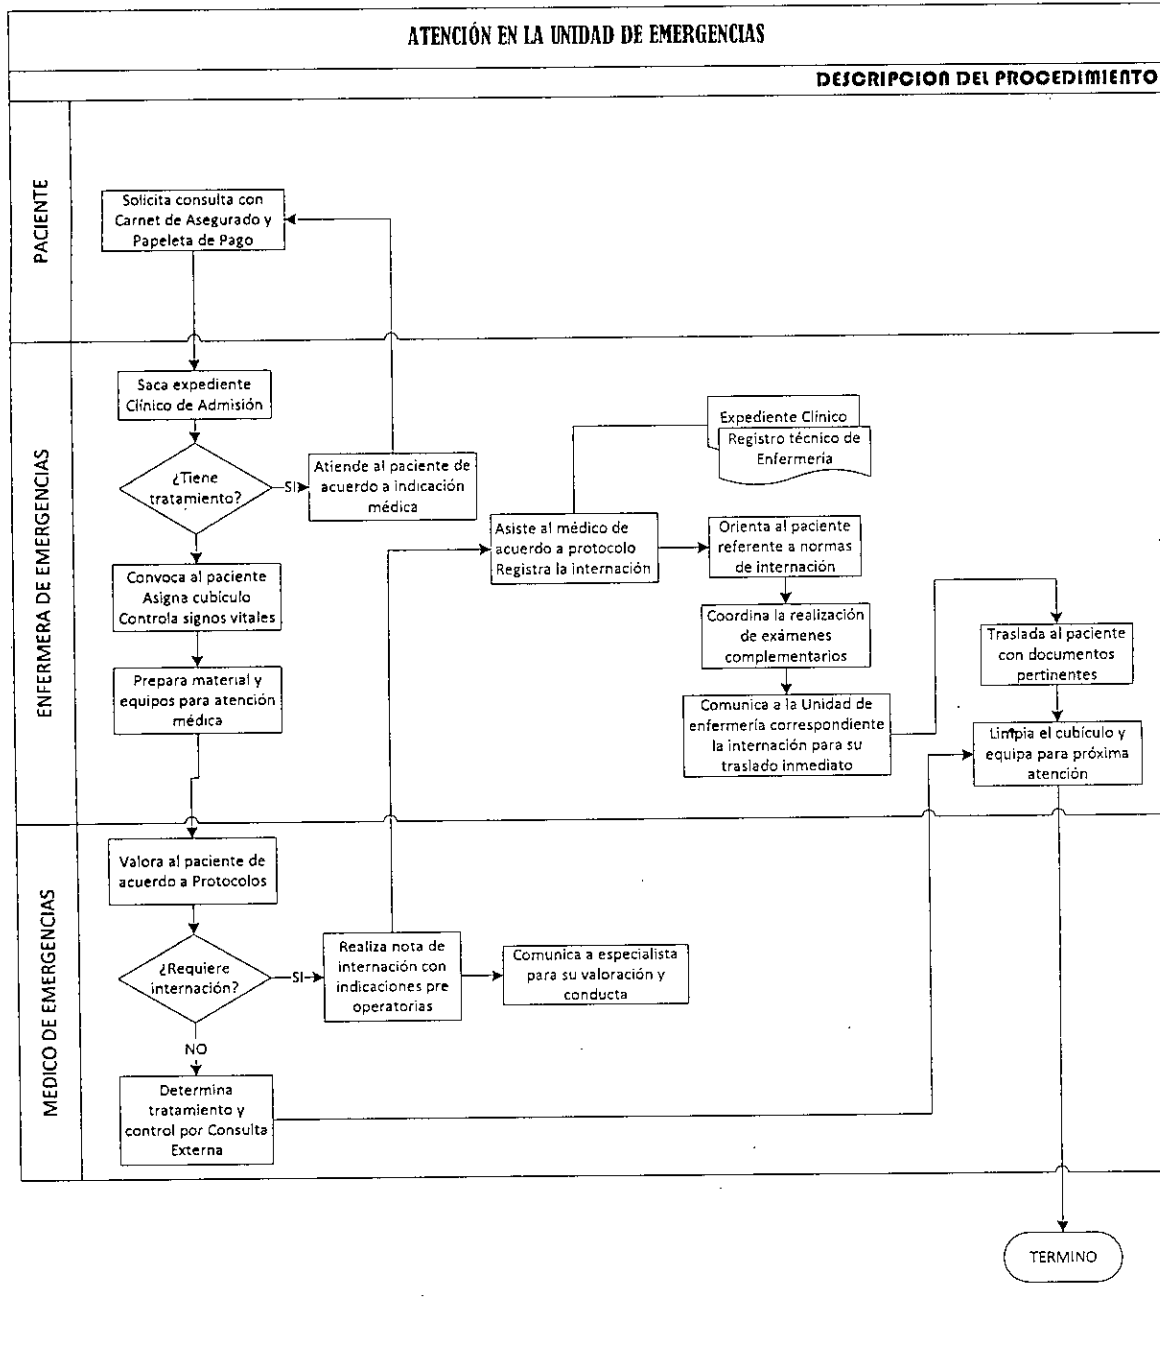 ATENCIÓN EN LA UNIDAD DE EMERGENCIAS
DESCRIPCION DEL PROCEDIMIENTO
PACIENTE
Solicita consulta con
Carnet de Asegurado y
Papeleta de Pago
ENFERMERA DE EMERGENCIAS
Saca expediente
Clínico de Admisión
¿Tiene
tratamiento?
SI
Atiende al paciente de
acuerdo a indicación
médica
Convoca al paciente
Asigna cubículo
Controla signos vitales
Prepara material y
equipos para atención
médica
Expediente Clínico
Registro técnico de
Enfermería
Asiste al médico de
acuerdo a protocolo
Registra la internación
Orienta al paciente
referente a normas
de internación
Coordina la realización
de exámenes
complementarios
Comunica a la Unidad de
enfermería correspondiente
la internación para su
traslado inmediato
Traslada al paciente
con documentos
pertinentes
Limpia el cubículo y
equipa para próxima
atención
MEDICO DE EMERGENCIAS
Valora al paciente de
acuerdo a Protocolos
¿Requiere
internación?
SI
Realiza nota de
internación con
indicaciones pre
operatorias
Comunica a especialista
para su valoración y
conducta
NO
Determina
tratamiento y
control por Consulta
Externa
TERMINO